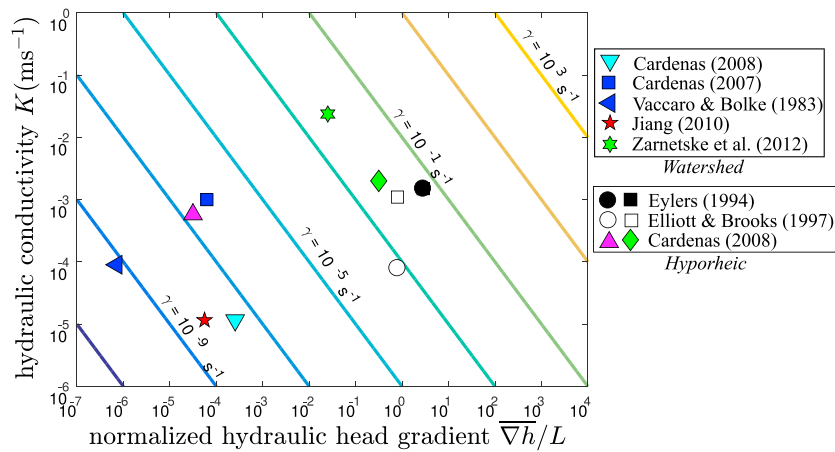 hydraulic conductivity K (ms⁻¹)
10⁰
10⁻¹
10⁻²
10⁻³
10⁻⁴
10⁻⁵
10⁻⁶
γ = 10³ s⁻¹
γ = 10⁻¹ s⁻¹
γ = 10⁻⁵ s⁻¹
γ = 10⁻⁹ s⁻¹
10⁻⁷ 10⁻⁶ 10⁻⁵ 10⁻⁴ 10⁻³ 10⁻² 10⁻¹ 10⁰ 10¹ 10² 10³ 10⁴
normalized hydraulic head gradient ∇h/L
Cardenas (2008)
Cardenas (2007)
Vaccaro & Bolke (1983)
Jiang (2010)
Zarnetske et al. (2012)
Watershed
Eylers (1994)
Elliott & Brooks (1997)
Cardenas (2008)
Hyporheic